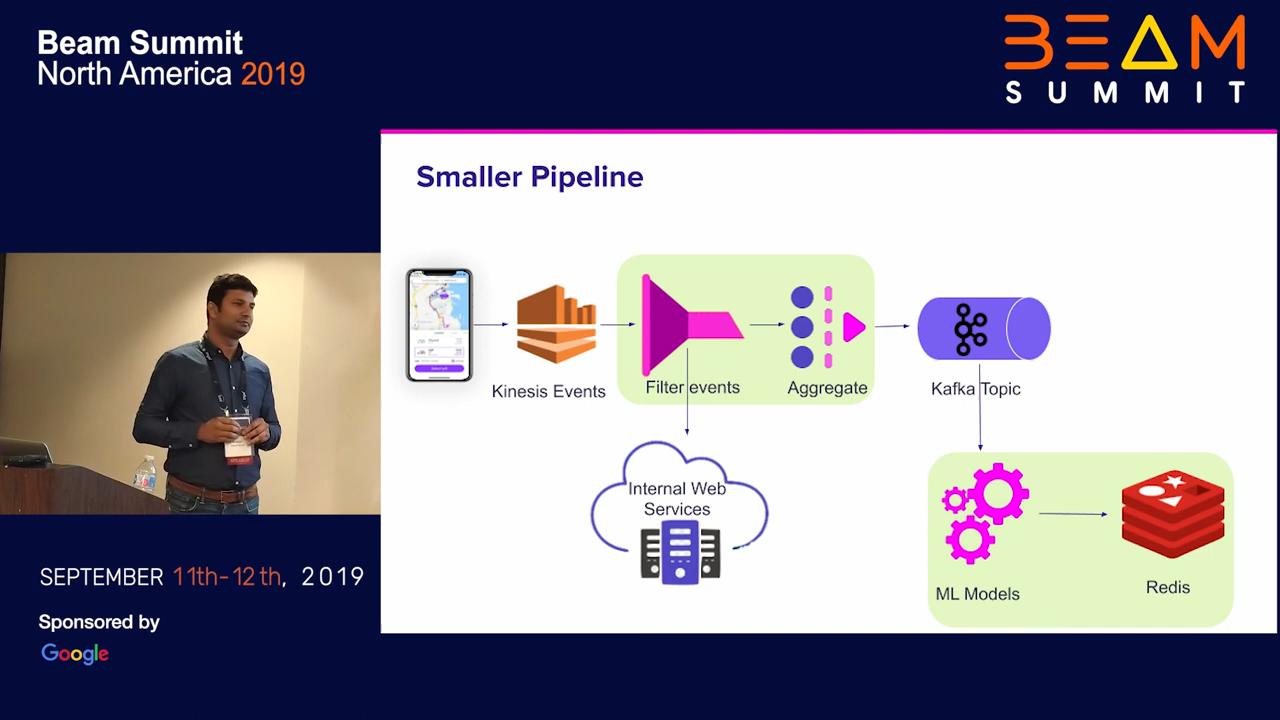 Beam Summit
North America 2019
BEAM
SUMMIT
Smaller Pipeline
Kinesis Events
Filter events
Aggregate
Kafka Topic
Internal Web
Services
ML Models
Redis
SEPTEMBER 11th-12th, 2019
Sponsored by
Google